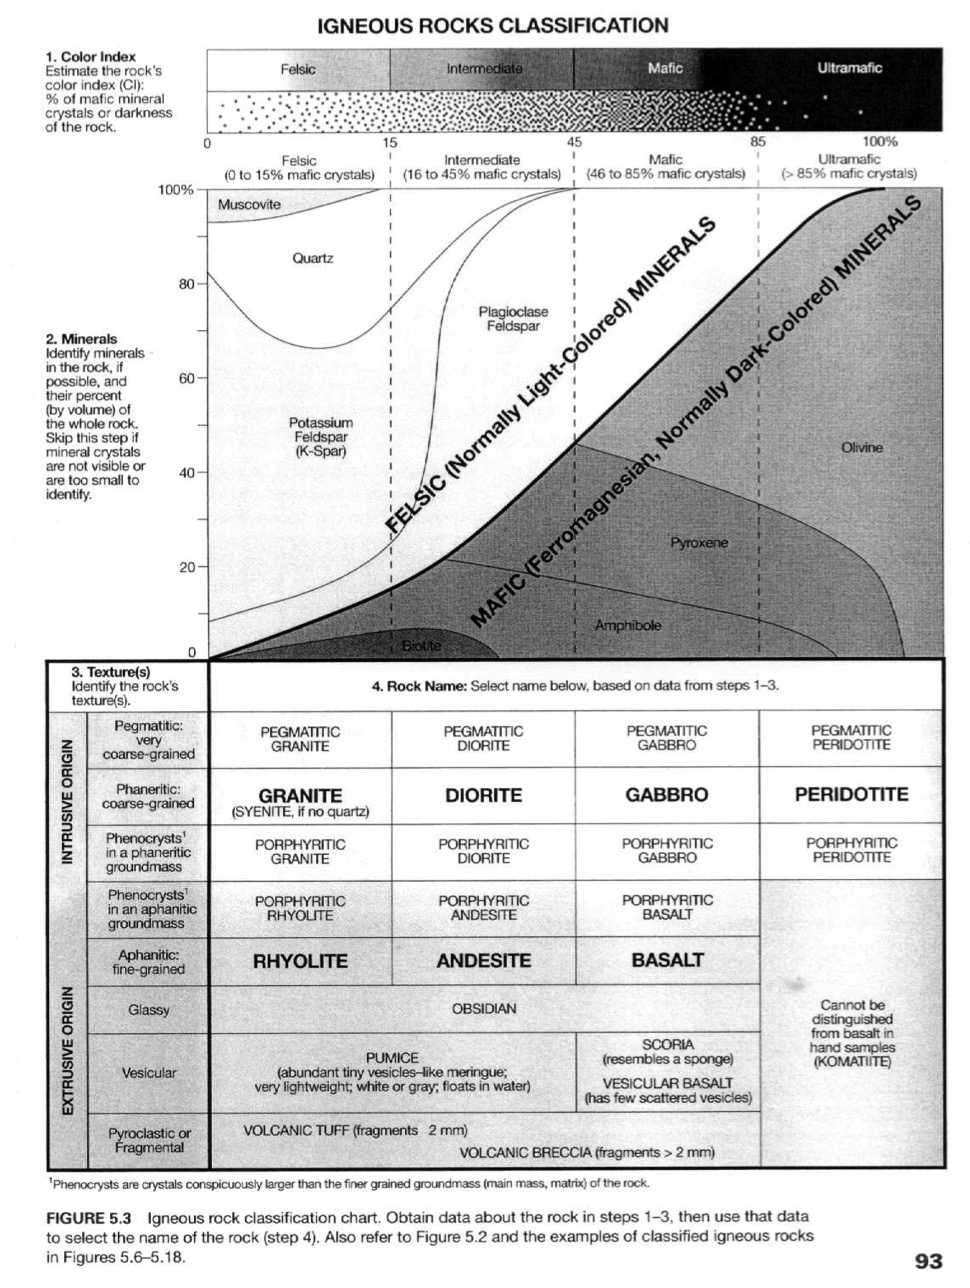 IGNEOUS ROCKS CLASSIFICATION
1. Color Index
Estimate the rock's
color index (CI):
% of mafic mineral
crystals or darkness
of the rock.
Felsic
Intermediate
Mafic
Ultramafic
0
15
45
85
100%
Felsic
(0 to 15% mafic crystals)
Intermediate
(16 to 45% mafic crystals)
Mafic
(46 to 85% mafic crystals)
Ultramafic
(> 85% mafic crystals)
100%
80
60
40
20
0
2. Minerals
Identify minerals
in the rock, if
possible, and
their percent
(by volume) of
the whole rock.
Skip this step if
mineral crystals
are not visible or
are too small to
identify.
Muscovite
Quartz
Plagioclase
Feldspar
Potassium
Feldspar
(K-Spar)
FELSIC (Normally Light-Colored) MINERALS
MAFIC (Ferromagnesian, Normally Dark-Colored) MINERALS
Olivine
Pyroxene
Amphibole
Biotite
3. Texture(s)
Identify the rock's
texture(s).
4. Rock Name: Select name below, based on data from steps 1–3.
INTRUSIVE ORIGIN
Pegmatitic:
very
coarse-grained
PEGMATITIC
GRANITE
PEGMATITIC
DIORITE
PEGMATITIC
GABBRO
PEGMATITIC
PERIDOTITE
Phaneritic:
coarse-grained
GRANITE
(SYENITE, if no quartz)
DIORITE
GABBRO
PERIDOTITE
Phenocrysts¹
in a phaneritic
groundmass
PORPHYRITIC
GRANITE
PORPHYRITIC
DIORITE
PORPHYRITIC
GABBRO
PORPHYRITIC
PERIDOTITE
EXTRUSIVE ORIGIN
Phenocrysts¹
in an aphanitic
groundmass
PORPHYRITIC
RHYOLITE
PORPHYRITIC
ANDESITE
PORPHYRITIC
BASALT
Aphanitic:
fine-grained
RHYOLITE
ANDESITE
BASALT
Glassy
OBSIDIAN
Cannot be
distinguished
from basalt in
hand samples
(KOMATIITE)
Vesicular
PUMICE
(abundant tiny vesicles–like meringue;
very lightweight; white or gray; floats in water)
SCORIA
(resembles a sponge)
VESICULAR BASALT
(has few scattered vesicles)
Pyroclastic or
Fragmental
VOLCANIC TUFF (fragments 2 mm)
VOLCANIC BRECCIA (fragments > 2 mm)
¹Phenocrysts are crystals conspicuously larger than the finer grained groundmass (main mass, matrix) of the rock.
FIGURE 5.3 Igneous rock classification chart. Obtain data about the rock in steps 1–3, then use that data
to select the name of the rock (step 4). Also refer to Figure 5.2 and the examples of classified igneous rocks
in Figures 5.6–5.18.
93